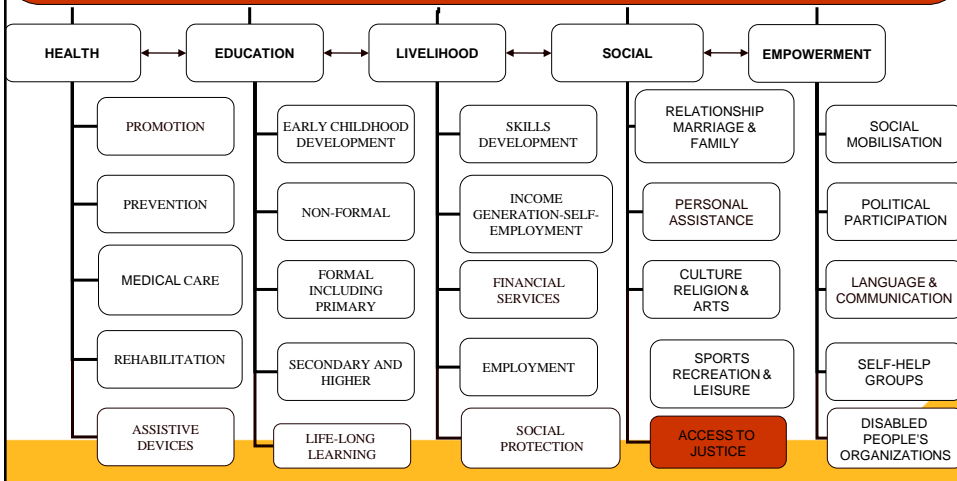 HEALTH
EDUCATION
LIVELIHOOD
SOCIAL
EMPOWERMENT
PROMOTION
PREVENTION
MEDICAL CARE
REHABILITATION
ASSISTIVE
DEVICES
EARLY CHILDHOOD
DEVELOPMENT
NON-FORMAL
FORMAL
INCLUDING
PRIMARY
SECONDARY AND
HIGHER
LIFE-LONG
LEARNING
SKILLS
DEVELOPMENT
INCOME
GENERATION-SELF-
EMPLOYMENT
FINANCIAL
SERVICES
EMPLOYMENT
SOCIAL
PROTECTION
RELATIONSHIP
MARRIAGE &
FAMILY
PERSONAL
ASSISTANCE
CULTURE
RELIGION &
ARTS
SPORTS
RECREATION &
LEISURE
ACCESS TO
JUSTICE
SOCIAL
MOBILISATION
POLITICAL
PARTICIPATION
LANGUAGE &
COMMUNICATION
SELF-HELP
GROUPS
DISABLED
PEOPLE'S
ORGANIZATIONS